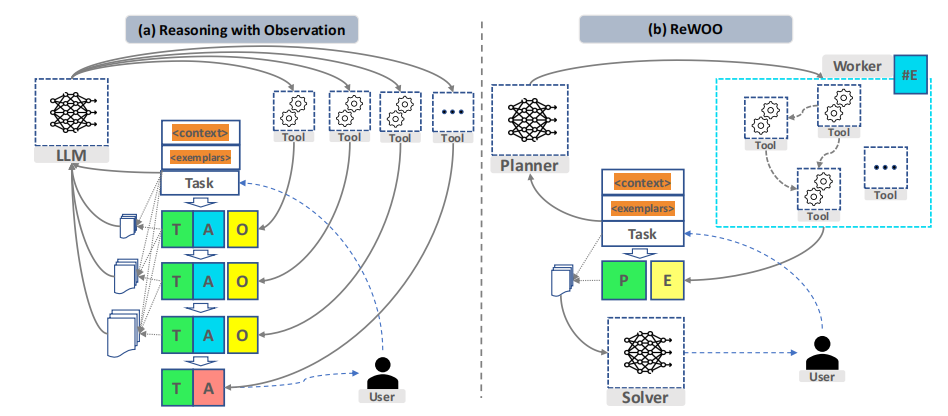 (a) Reasoning with Observation
LLM
Tool
Tool
Tool
Tool
<context>
<exemplars>
Task
T A O
T A O
T A O
T A
User
(b) ReWOO
Planner
Worker
#E
Tool
Tool
Tool
Tool
<context>
<exemplars>
Task
P E
Solver
User